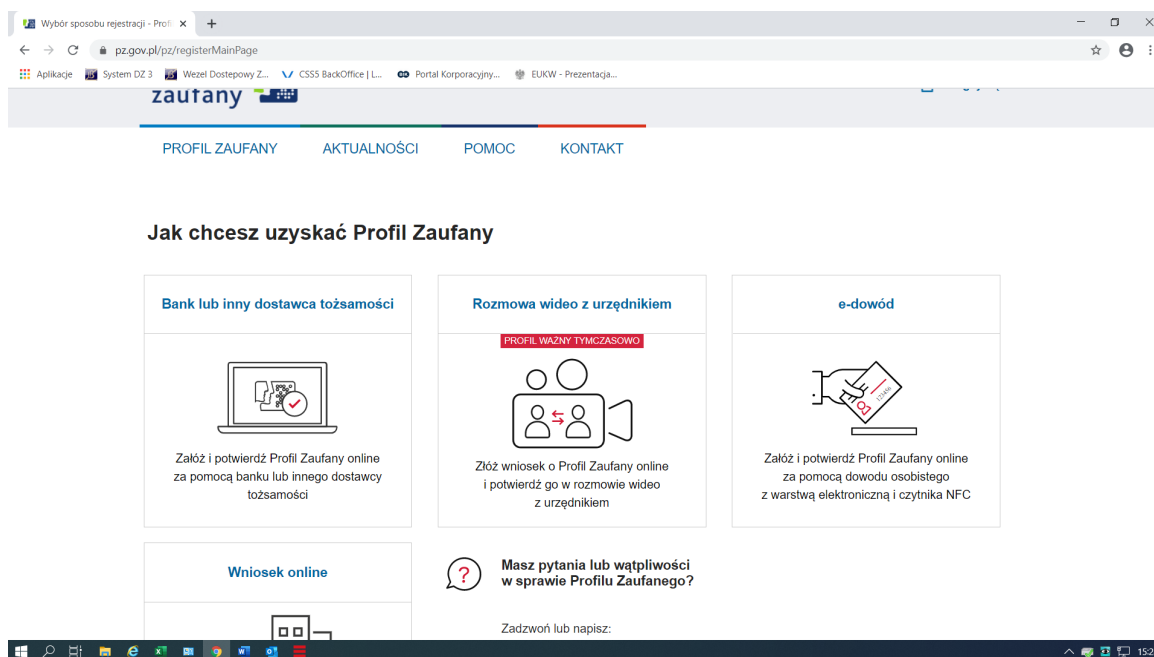 Wybór sposobu rejestracji - Profi
pz.gov.pl/pz/registerMainPage
Aplikacje System DZ 3 Wezel Dostepowy Z... CSS5 BackOffice | L... Portal Korporacyjny... EUKW - Prezentacja...
zaufany
PROFIL ZAUFANY AKTUALNOŚCI POMOC KONTAKT
Jak chcesz uzyskać Profil Zaufany
Bank lub inny dostawca tożsamości
Załóż i potwierdź Profil Zaufany online
za pomocą banku lub innego dostawcy
tożsamości
Rozmowa wideo z urzędnikiem
PROFIL WAŻNY TYMCZASOWO
Złóż wniosek o Profil Zaufany online
i potwierdź go w rozmowie wideo
z urzędnikiem
e-dowód
123456
Załóż i potwierdź Profil Zaufany online
za pomocą dowodu osobistego
z warstwą elektroniczną i czytnika NFC
Wniosek online
Masz pytania lub wątpliwości
w sprawie Profilu Zaufanego?
Zadzwoń lub napisz: